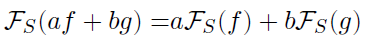 ℱ_S(af + bg) = aℱ_S(f) + bℱ_S(g)